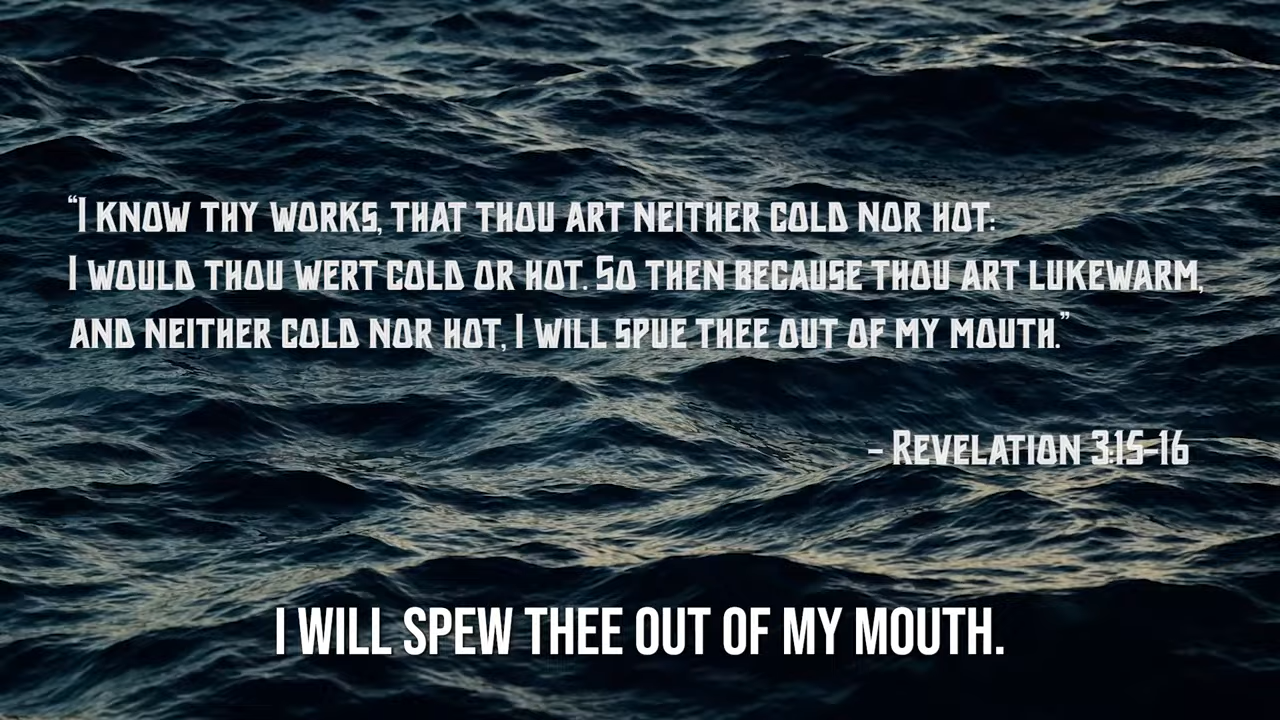 “I know thy works, that thou art neither cold nor hot:
I would thou wert cold or hot. So then because thou art lukewarm,
and neither cold nor hot, I will spue thee out of my mouth.”
– Revelation 3:15-16
I WILL SPEW THEE OUT OF MY MOUTH.